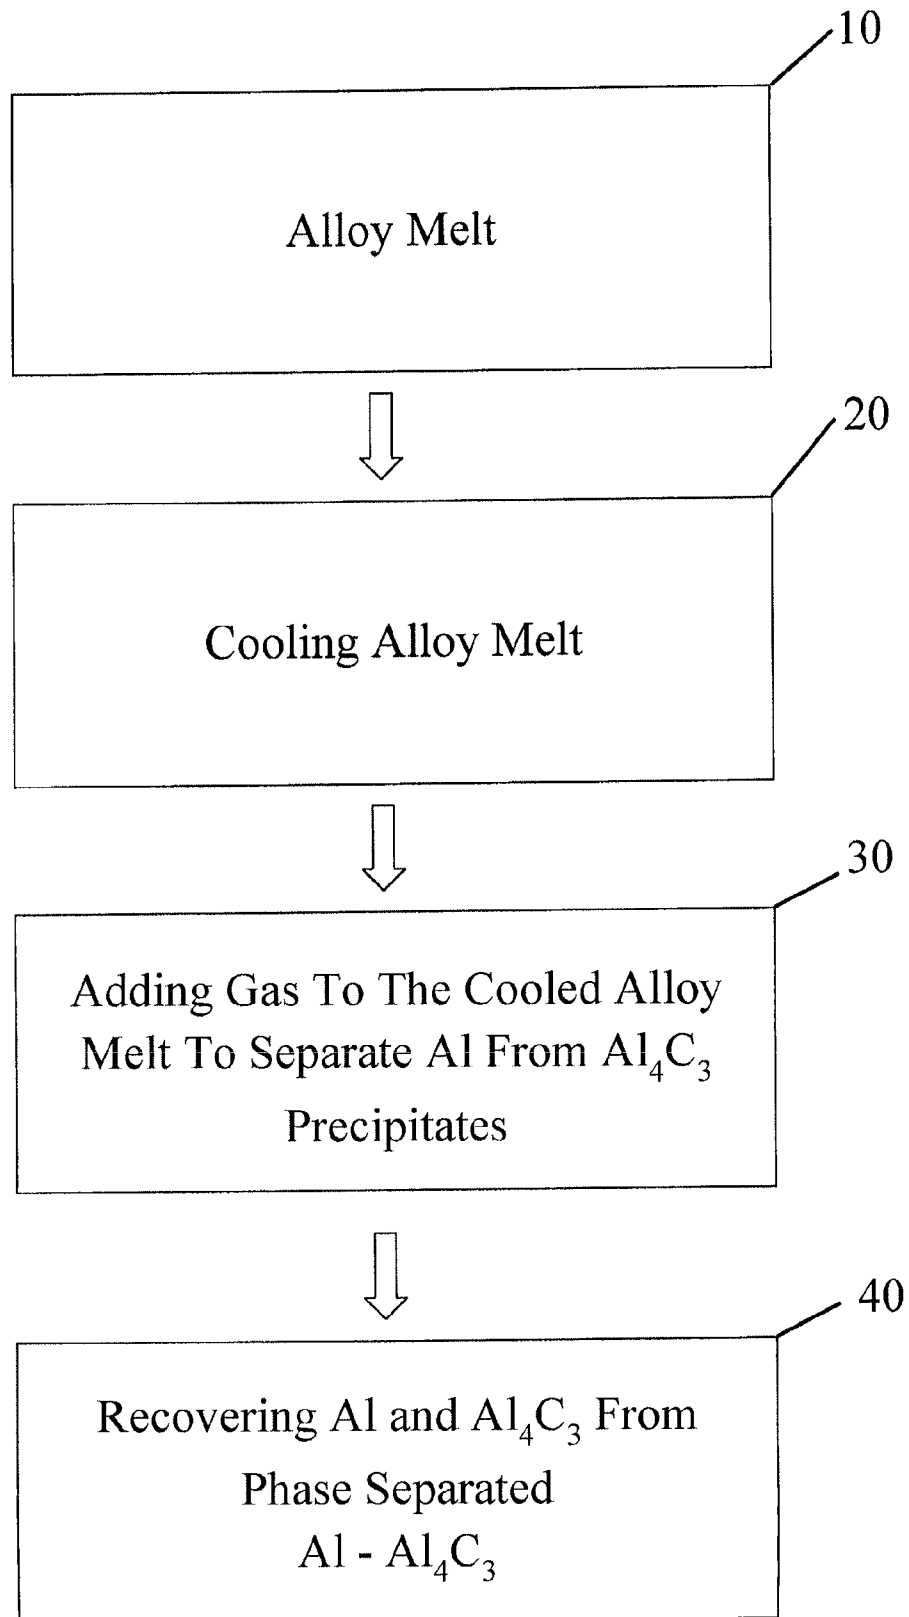 10
Alloy Melt
20
Cooling Alloy Melt
30
Adding Gas To The Cooled Alloy
Melt To Separate Al From Al₄C₃
Precipitates
40
Recovering Al and Al₄C₃ From
Phase Separated
Al - Al₄C₃